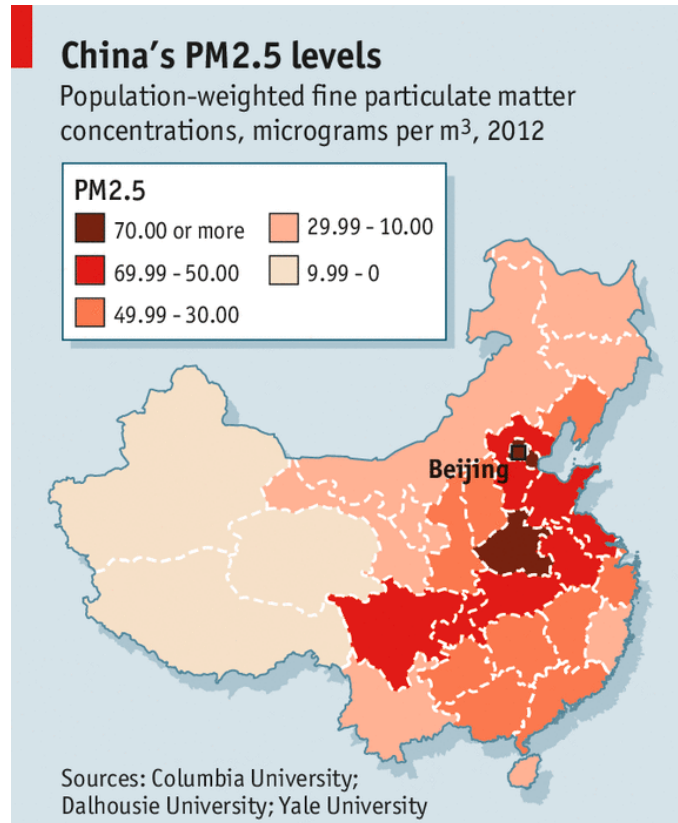 China's PM2.5 levels
Population-weighted fine particulate matter
concentrations, micrograms per m³, 2012
PM2.5
70.00 or more
69.99 - 50.00
49.99 - 30.00
29.99 - 10.00
9.99 - 0
Beijing
Sources: Columbia University;
Dalhousie University; Yale University